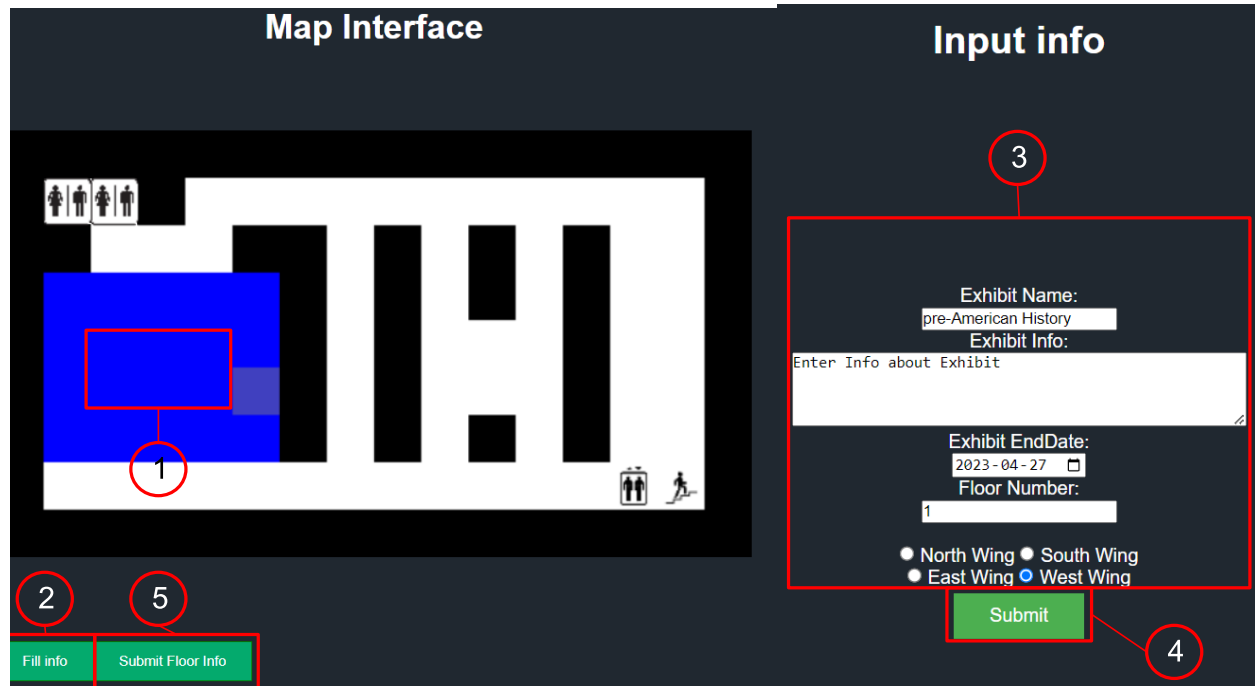 Map Interface
1
2
5
Fill info
Submit Floor Info
Input info
3
Exhibit Name:
pre-American History
Exhibit Info:
Enter Info about Exhibit
Exhibit EndDate:
2023-04-27
Floor Number:
1
North Wing South Wing
East Wing West Wing
Submit
4